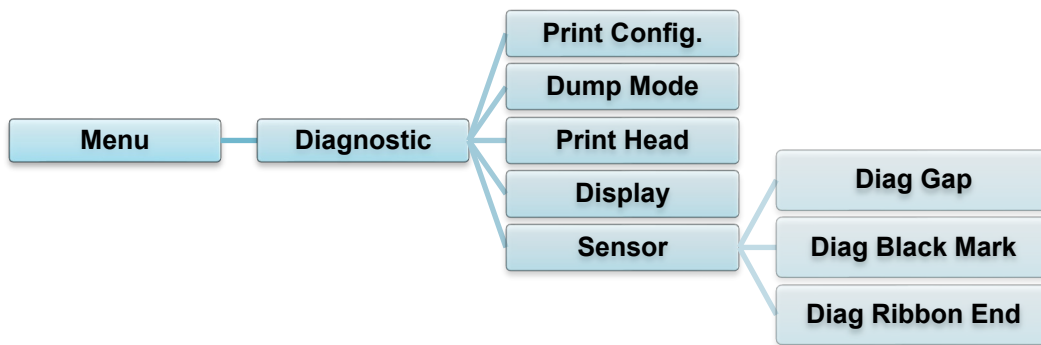 Menu
Diagnostic
Print Config.
Dump Mode
Print Head
Display
Sensor
Diag Gap
Diag Black Mark
Diag Ribbon End